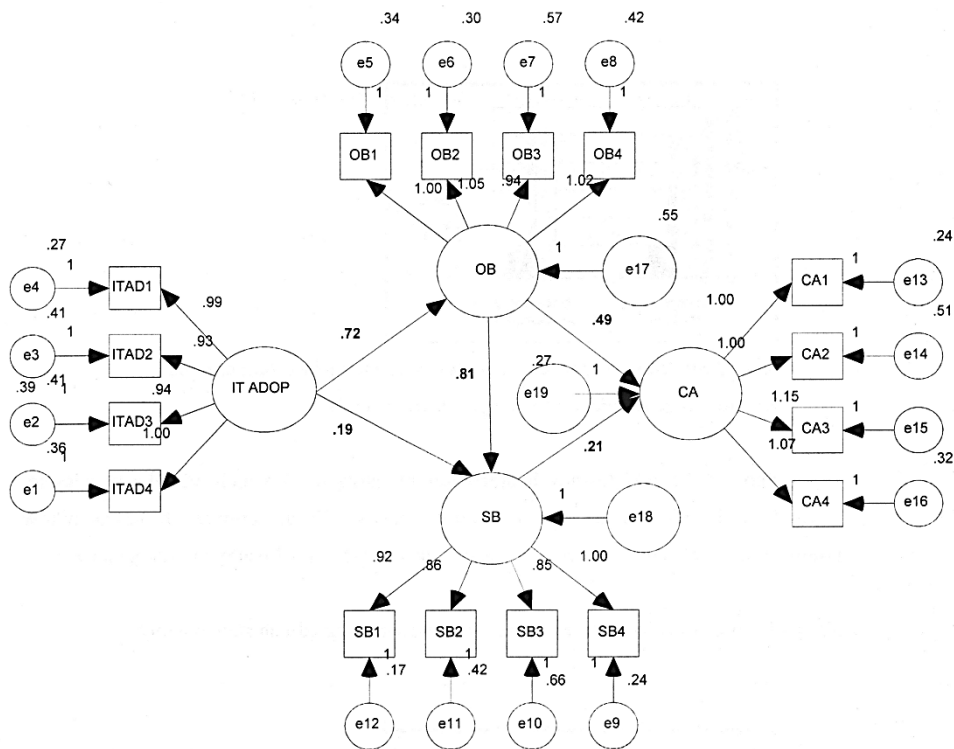 .34 .30 .57 .42
e5 e6 e7 e8
1 1 1 1
OB1 OB2 OB3 OB4
1.00 1.05 .94 1.02
.55
OB 1 e17
.27 .24
e4 1 ITAD1 CA1 1 e13
.99 .49 1.00
.41 .51
e3 1 ITAD2 CA2 1 e14
.93 .72 1.00
.39 .41
e2 1 ITAD3 CA3 1 e15
.94 IT ADOP .81 .27 1 CA 1.15
e19
.36 .32
e1 1 ITAD4 CA4 1 e16
1.00 .19 .21 1.07
SB 1 e18
.92 .86 .85 1.00
SB1 SB2 SB3 SB4
1 1 1 1
.17 .42 .66 .24
e12 e11 e10 e9